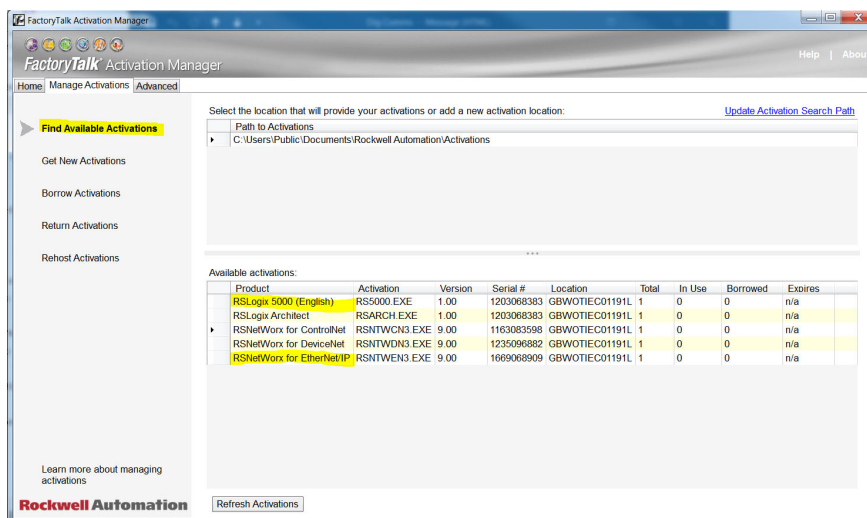 FactoryTalk Activation Manager
FactoryTalk Activation Manager
Help | Abou
Home Manage Activations Advanced
Find Available Activations
Get New Activations
Borrow Activations
Return Activations
Rehost Activations
Learn more about managing
activations
Rockwell Automation
Select the location that will provide your activations or add a new activation location:
Update Activation Search Path
Path to Activations
C:\Users\Public\Documents\Rockwell Automation\Activations
Available activations:
Product Activation Version Serial # Location Total In Use Borrowed Expires
RSLogix 5000 (English) RS5000.EXE 1.00 1203068383 GBWOTIEC01191L 1 0 0 n/a
RSLogix Architect RSARCH.EXE 1.00 1203068383 GBWOTIEC01191L 1 0 0 n/a
RSNetWorx for ControlNet RSNTWCN3.EXE 9.00 1163083598 GBWOTIEC01191L 1 0 0 n/a
RSNetWorx for DeviceNet RSNTWDN3.EXE 9.00 1235096882 GBWOTIEC01191L 1 0 0 n/a
RSNetWorx for EtherNet/IP RSNTWEN3.EXE 9.00 1669068909 GBWOTIEC01191L 1 0 0 n/a
Refresh Activations